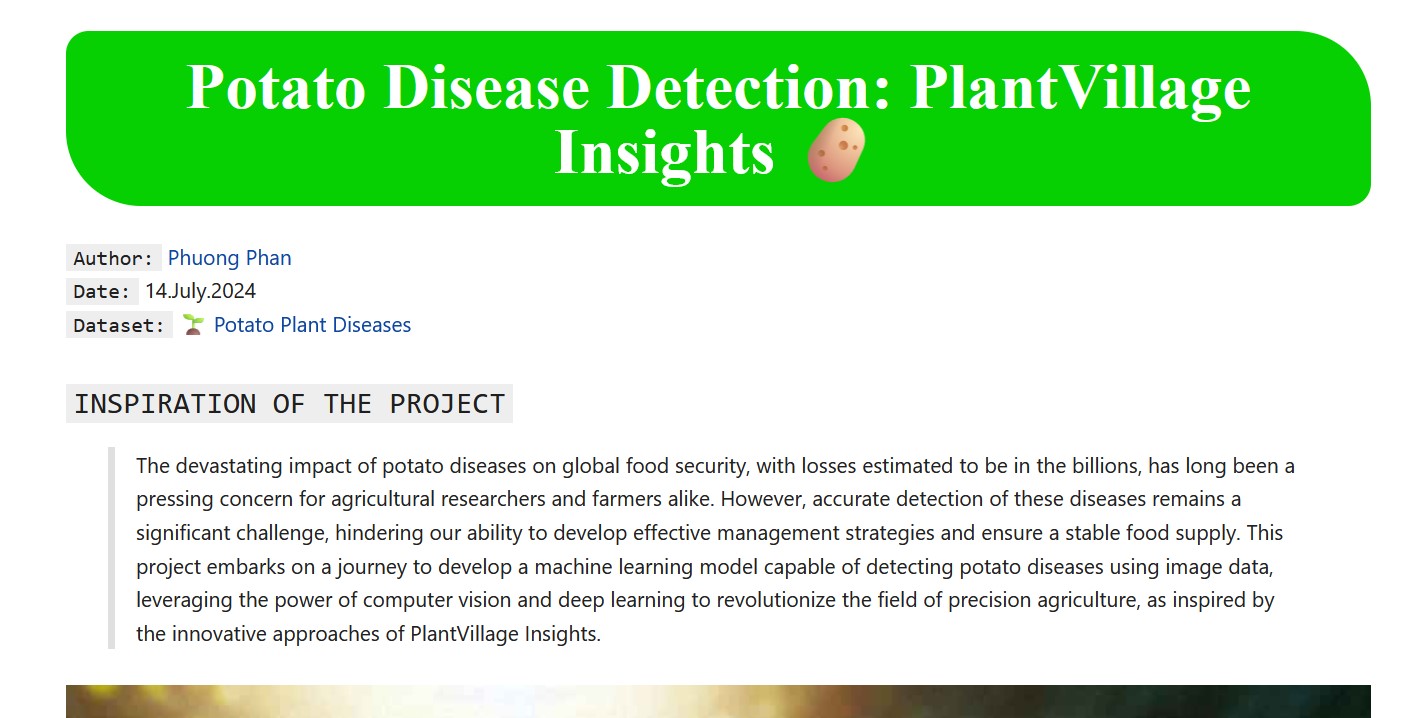 Potato Disease Detection: PlantVillage
Insights 🥔
Author: Phuong Phan
Date: 14.July.2024
Dataset: 🌱 Potato Plant Diseases
INSPIRATION OF THE PROJECT
The devastating impact of potato diseases on global food security, with losses estimated to be in the billions, has long been a
pressing concern for agricultural researchers and farmers alike. However, accurate detection of these diseases remains a
significant challenge, hindering our ability to develop effective management strategies and ensure a stable food supply. This
project embarks on a journey to develop a machine learning model capable of detecting potato diseases using image data,
leveraging the power of computer vision and deep learning to revolutionize the field of precision agriculture, as inspired by
the innovative approaches of PlantVillage Insights.